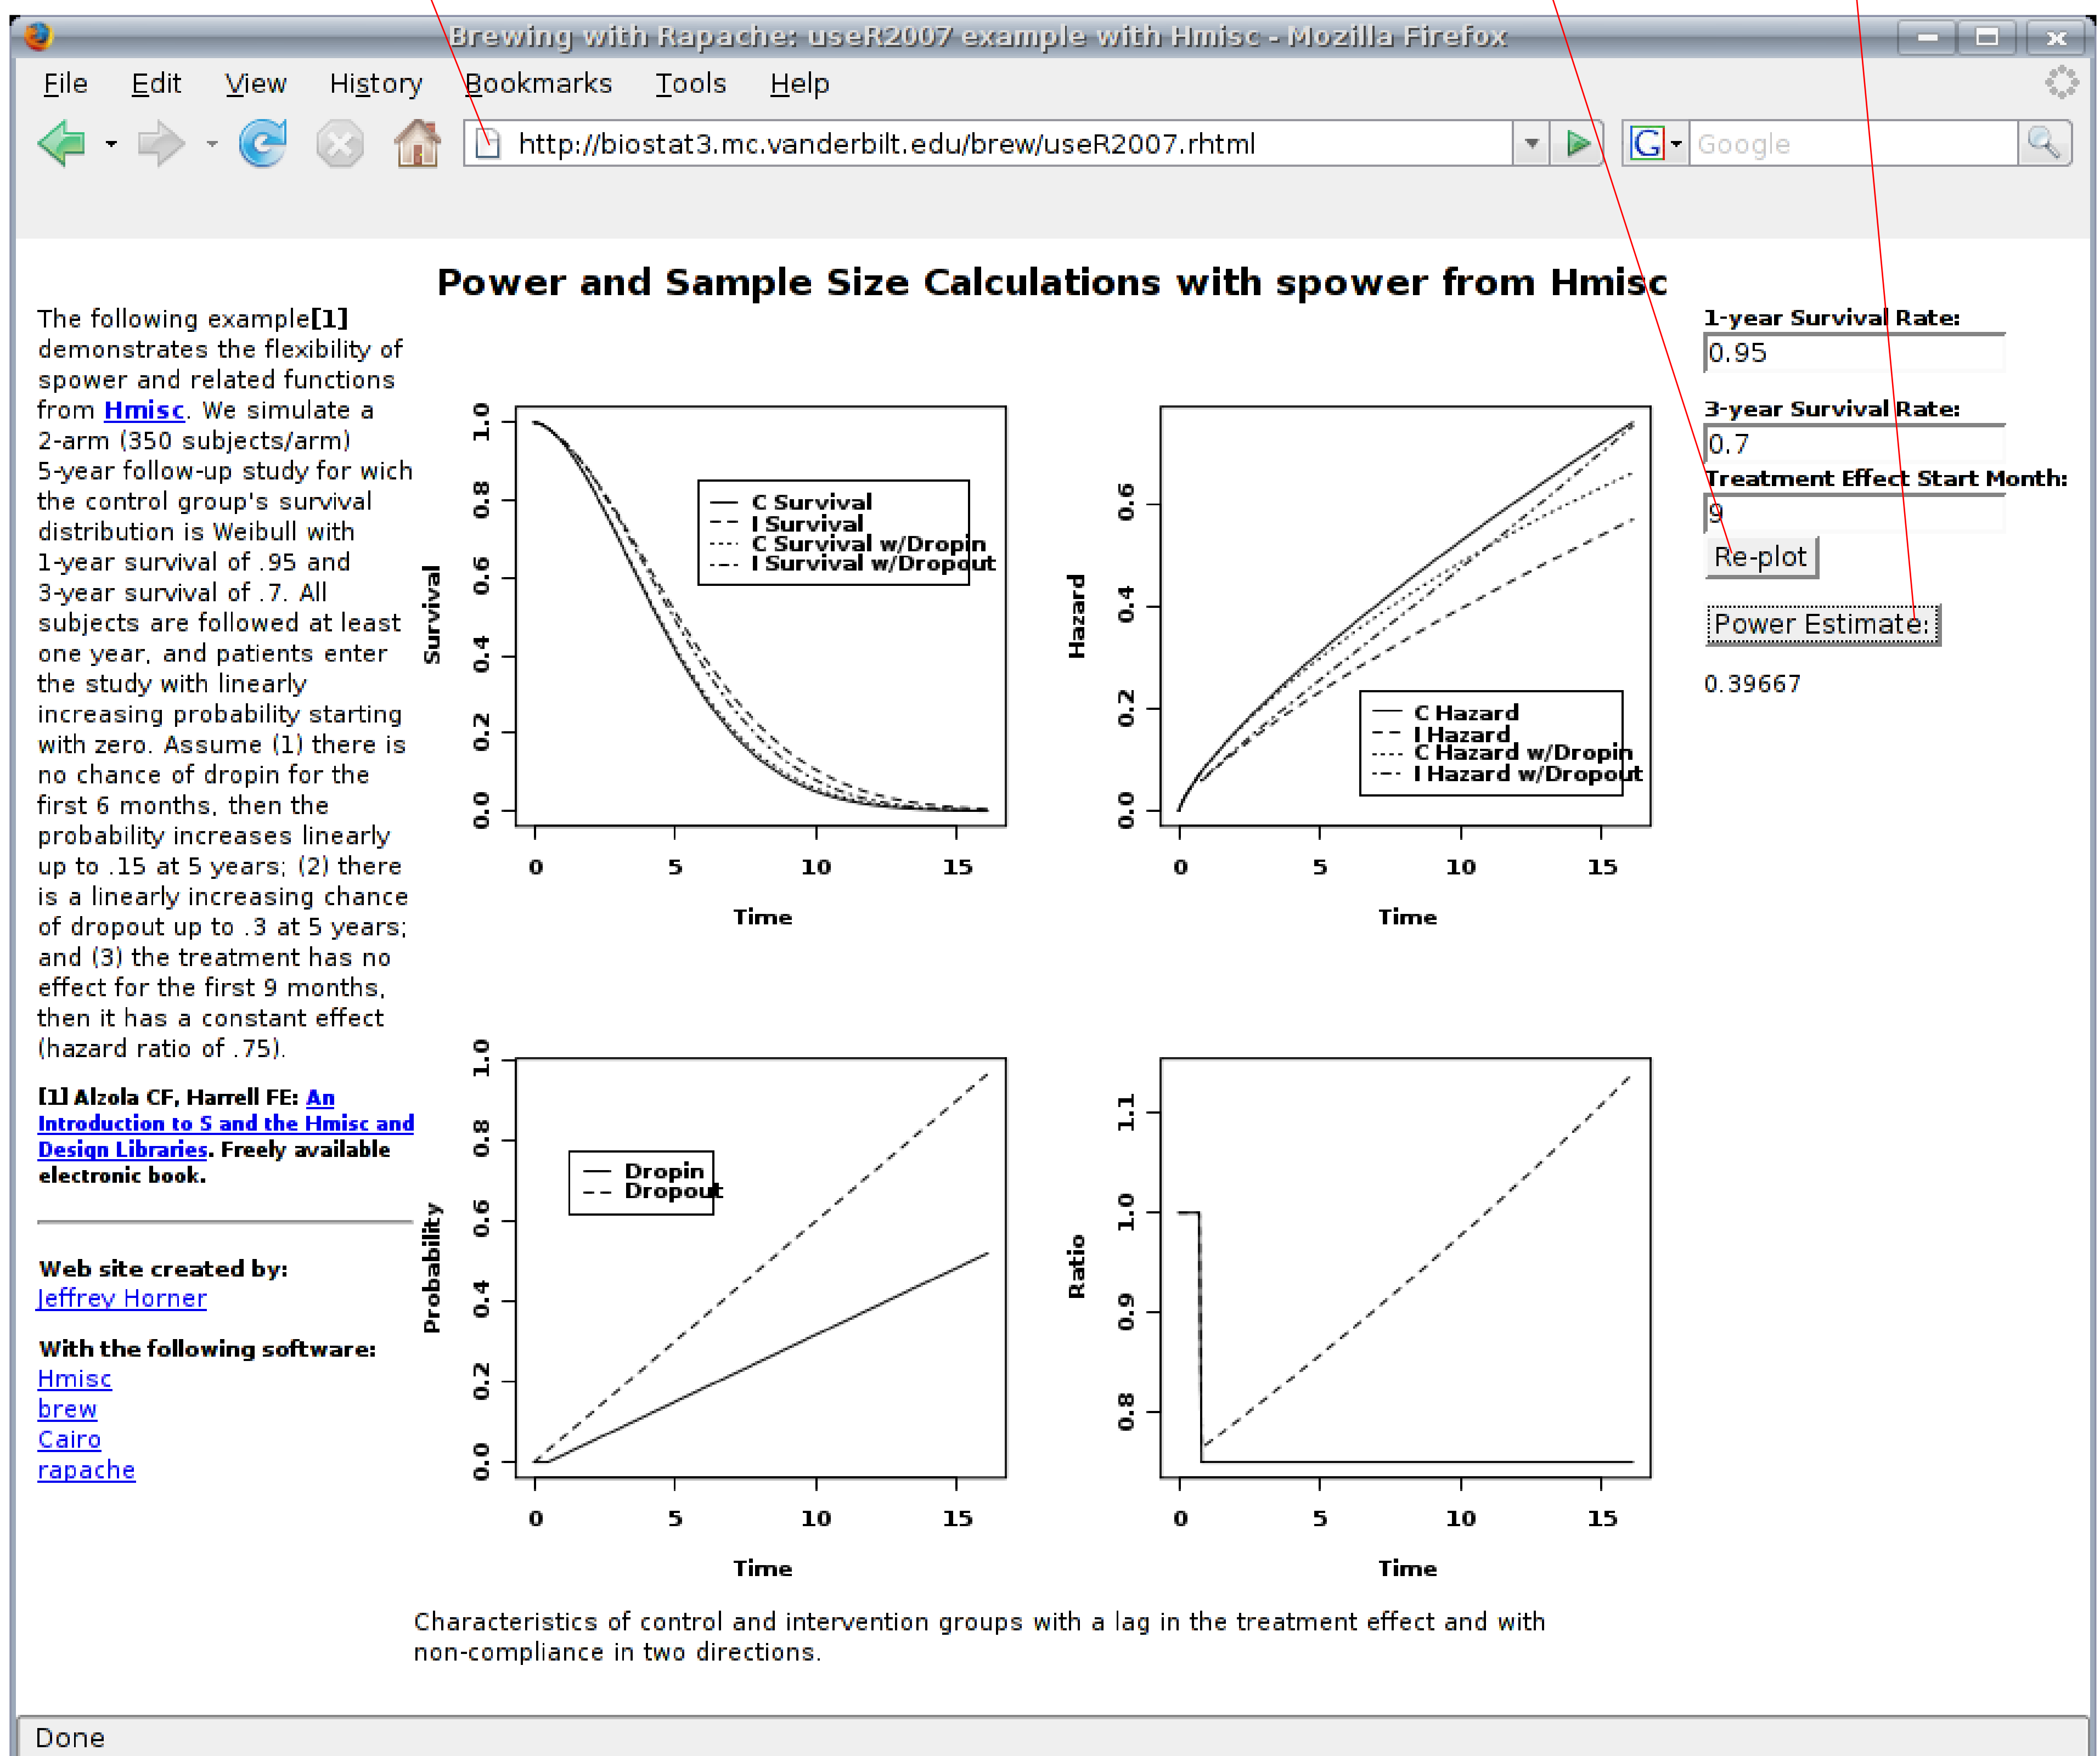 Brewing with Rapache: useR2007 example with Hmisc - Mozilla Firefox
File Edit View History Bookmarks Tools Help
http://biostat3.mc.vanderbilt.edu/brew/useR2007.rhtml
G Google
Power and Sample Size Calculations with spower from Hmisc
The following example[1]
demonstrates the flexibility of
spower and related functions
from Hmisc. We simulate a
2-arm (350 subjects/arm)
5-year follow-up study for wich
the control group's survival
distribution is Weibull with
1-year survival of .95 and
3-year survival of .7. All
subjects are followed at least
one year, and patients enter
the study with linearly
increasing probability starting
with zero. Assume (1) there is
no chance of dropin for the
first 6 months, then the
probability increases linearly
up to .15 at 5 years; (2) there
is a linearly increasing chance
of dropout up to .3 at 5 years;
and (3) the treatment has no
effect for the first 9 months,
then it has a constant effect
(hazard ratio of .75).
[1] Alzola CF, Harrell FE: An
Introduction to S and the Hmisc and
Design Libraries. Freely available
electronic book.
Web site created by:
Jeffrey Horner
With the following software:
Hmisc
brew
Cairo
rapache
Survival
1.0
0.8
0.6
0.4
0.2
0.0
C Survival
I Survival
C Survival w/Dropin
I Survival w/Dropout
0 5 10 15
Time
Hazard
0.6
0.4
0.2
0.0
C Hazard
I Hazard
C Hazard w/Dropin
I Hazard w/Dropout
0 5 10 15
Time
Probability
1.0
0.8
0.6
0.4
0.2
0.0
Dropin
Dropout
0 5 10 15
Time
Ratio
1.1
1.0
0.9
0.8
0 5 10 15
Time
Characteristics of control and intervention groups with a lag in the treatment effect and with
non-compliance in two directions.
1-year Survival Rate:
0.95
3-year Survival Rate:
0.7
Treatment Effect Start Month:
9
Re-plot
Power Estimate:
0.39667
Done